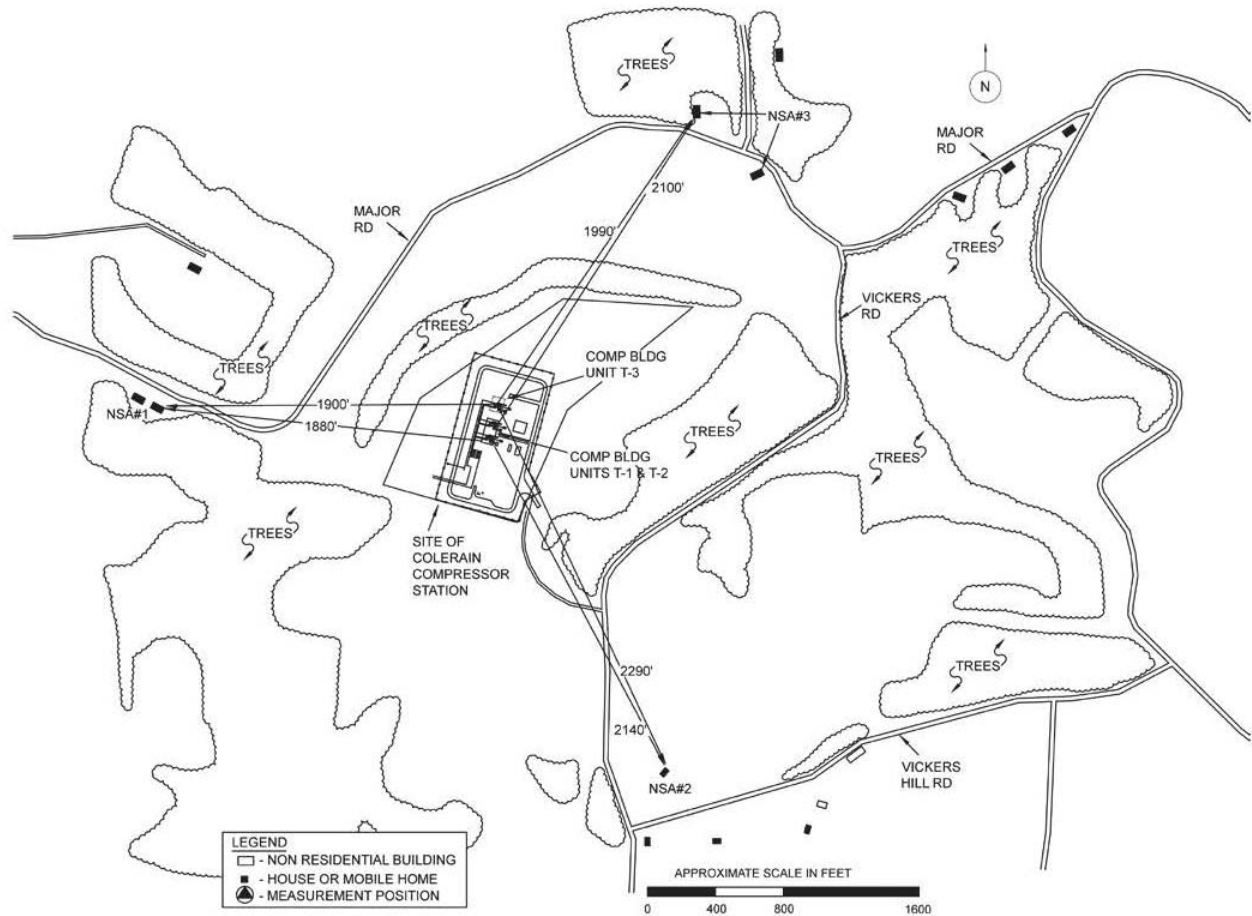 TREES
NSA#3
N
MAJOR
RD
MAJOR
RD
2100'
1990'
TREES
VICKERS
RD
TREES
COMP BLDG
UNIT T-3
TREES
NSA#1
1900'
1880'
TREES
COMP BLDG
UNITS T-1 & T-2
TREES
TREES
SITE OF
COLERAIN
COMPRESSOR
STATION
2290'
TREES
2140'
NSA#2
VICKERS
HILL RD
LEGEND
- NON RESIDENTIAL BUILDING
- HOUSE OR MOBILE HOME
- MEASUREMENT POSITION
APPROXIMATE SCALE IN FEET
0 400 800 1600